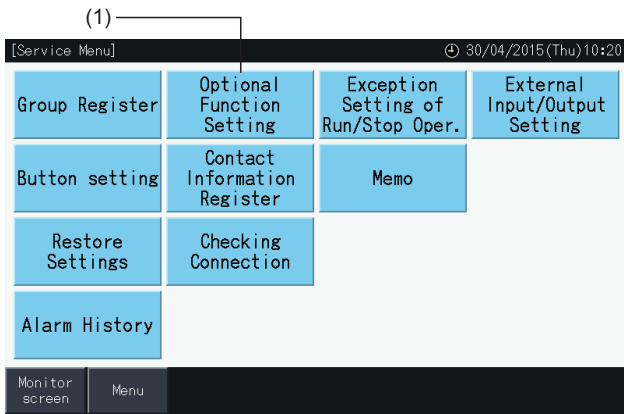 (1)
[Service Menu] 30/04/2015(Thu)10:20
Group Register
Optional
Function
Setting
Exception
Setting of
Run/Stop Oper.
External
Input/Output
Setting
Button setting
Contact
Information
Register
Memo
Restore
Settings
Checking
Connection
Alarm History
Monitor
screen
Menu